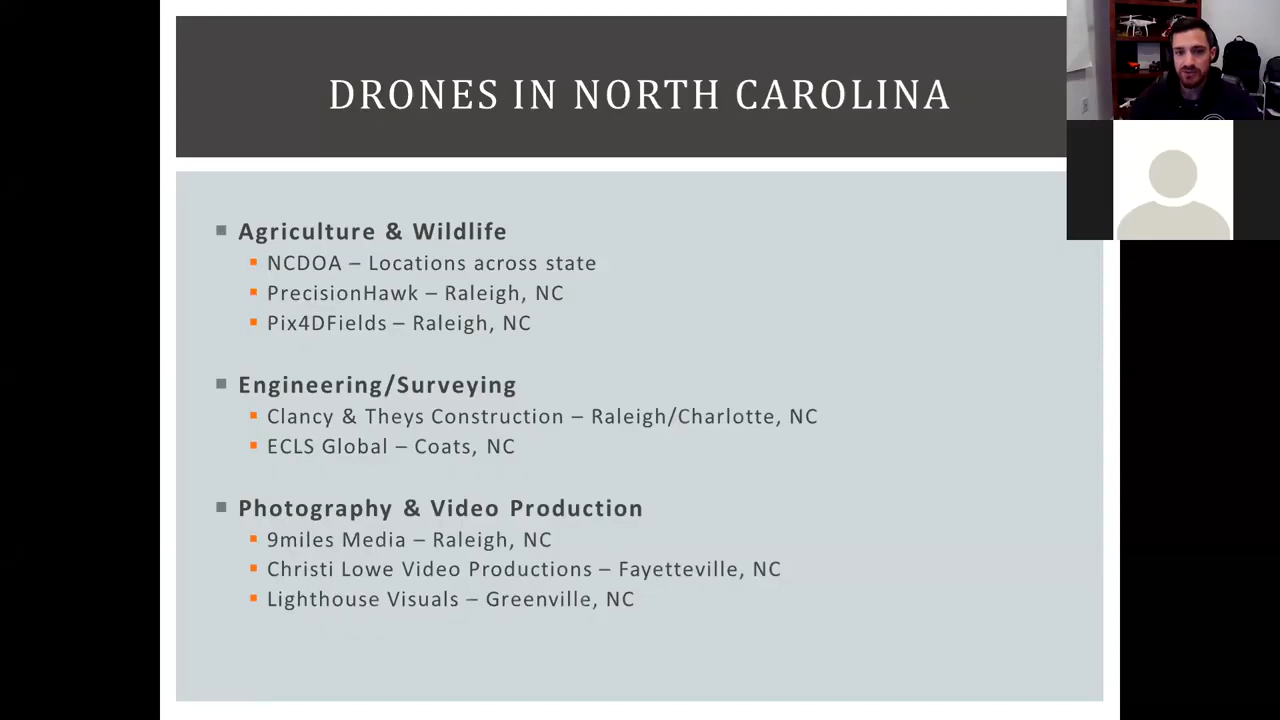 DRONES IN NORTH CAROLINA
Agriculture & Wildlife
NCDOA – Locations across state
PrecisionHawk – Raleigh, NC
Pix4DFields – Raleigh, NC
Engineering/Surveying
Clancy & Theys Construction – Raleigh/Charlotte, NC
ECLS Global – Coats, NC
Photography & Video Production
9miles Media – Raleigh, NC
Christi Lowe Video Productions – Fayetteville, NC
Lighthouse Visuals – Greenville, NC